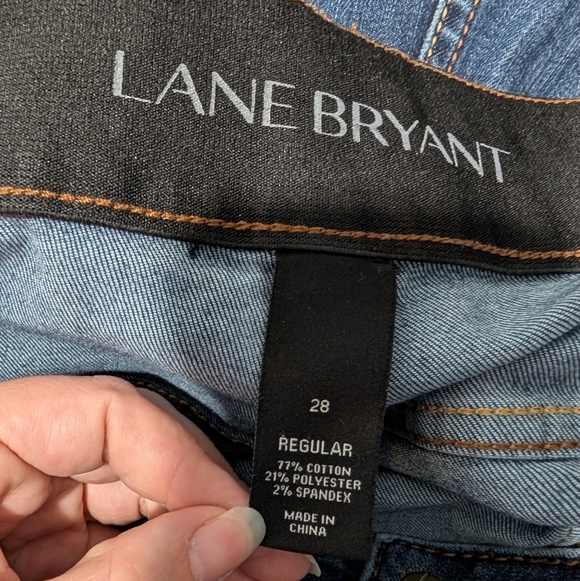 LANE BRYANT
28
REGULAR
77% COTTON
21% POLYESTER
2% SPANDEX
MADE IN
CHINA